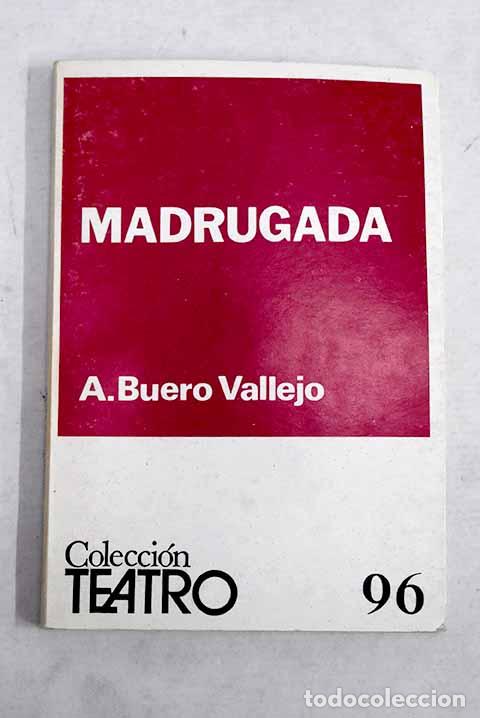 MADRUGADA
A. Buero Vallejo
Colección
TEATRO
96
todocoleccion